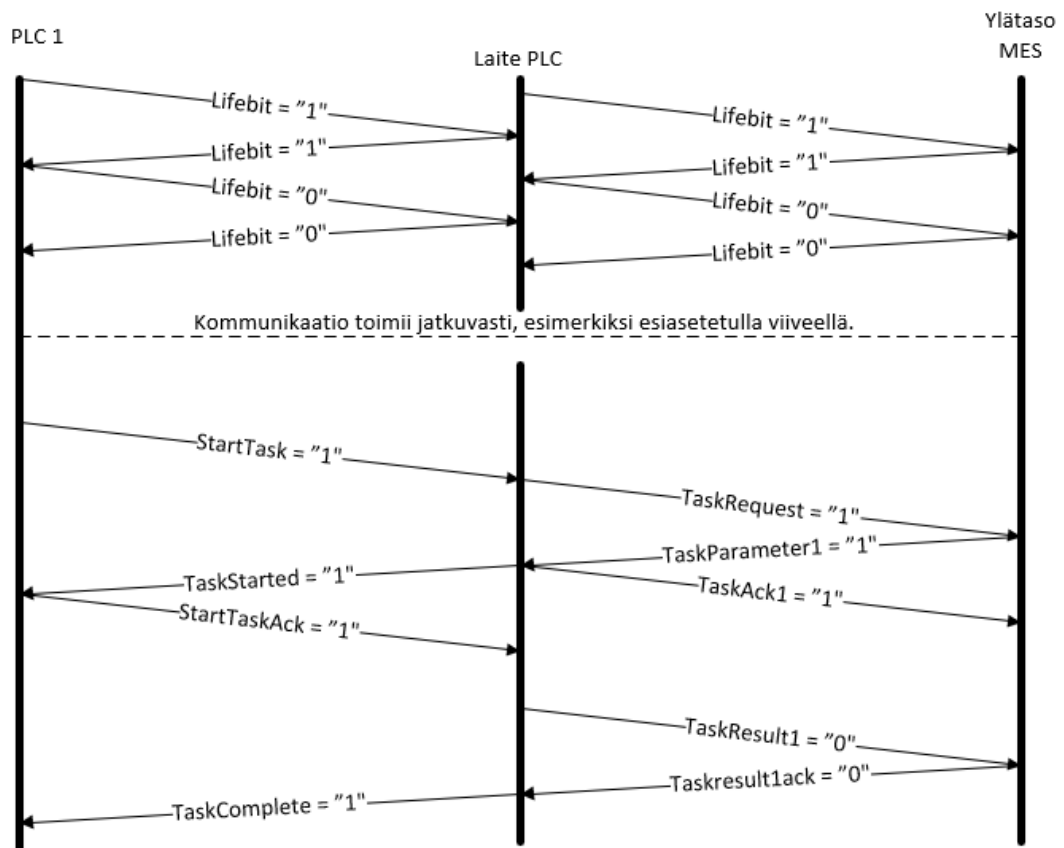 PLC 1
Laite PLC
Ylätaso
MES
Lifebit = ”1"
Lifebit = ”1"
Lifebit = ”1"
Lifebit = ”1"
Lifebit = ”0"
Lifebit = ”0"
Lifebit = ”0"
Lifebit = ”0"
Kommunikaatio toimii jatkuvasti, esimerkiksi esiasetetulla viiveellä.
StartTask = ”1"
TaskRequest = ”1"
TaskParameter1 = ”1"
TaskStarted = ”1"
TaskAck1 = ”1"
StartTaskAck = ”1"
TaskResult1 = ”0"
Taskresult1ack = ”0"
TaskComplete = ”1"